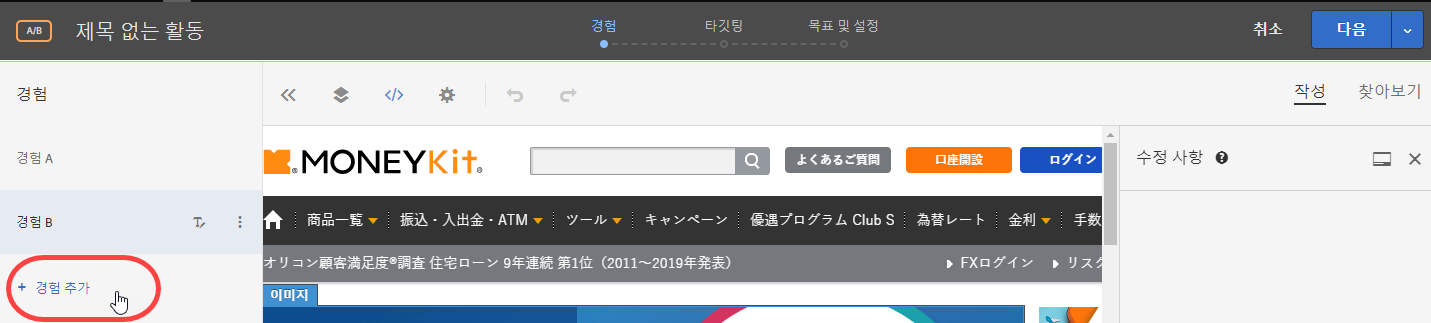 A/B 제목 없는 활동 경험 타깃팅 목표 및 설정 취소 다음
경험
작성 찾아보기
경험 A
MONEYKit
よくあるご質問 口座開設 ログイン
수정 사항
경험 B
商品一覧 振込・入出金・ATM ツール キャンペーン 優遇プログラム Club S 為替レート 金利 手数
+ 경험 추가
オリコン顧客満足度®調査 住宅ローン 9年連続 第1位（2011～2019年発表） FXログイン リスク
이미지